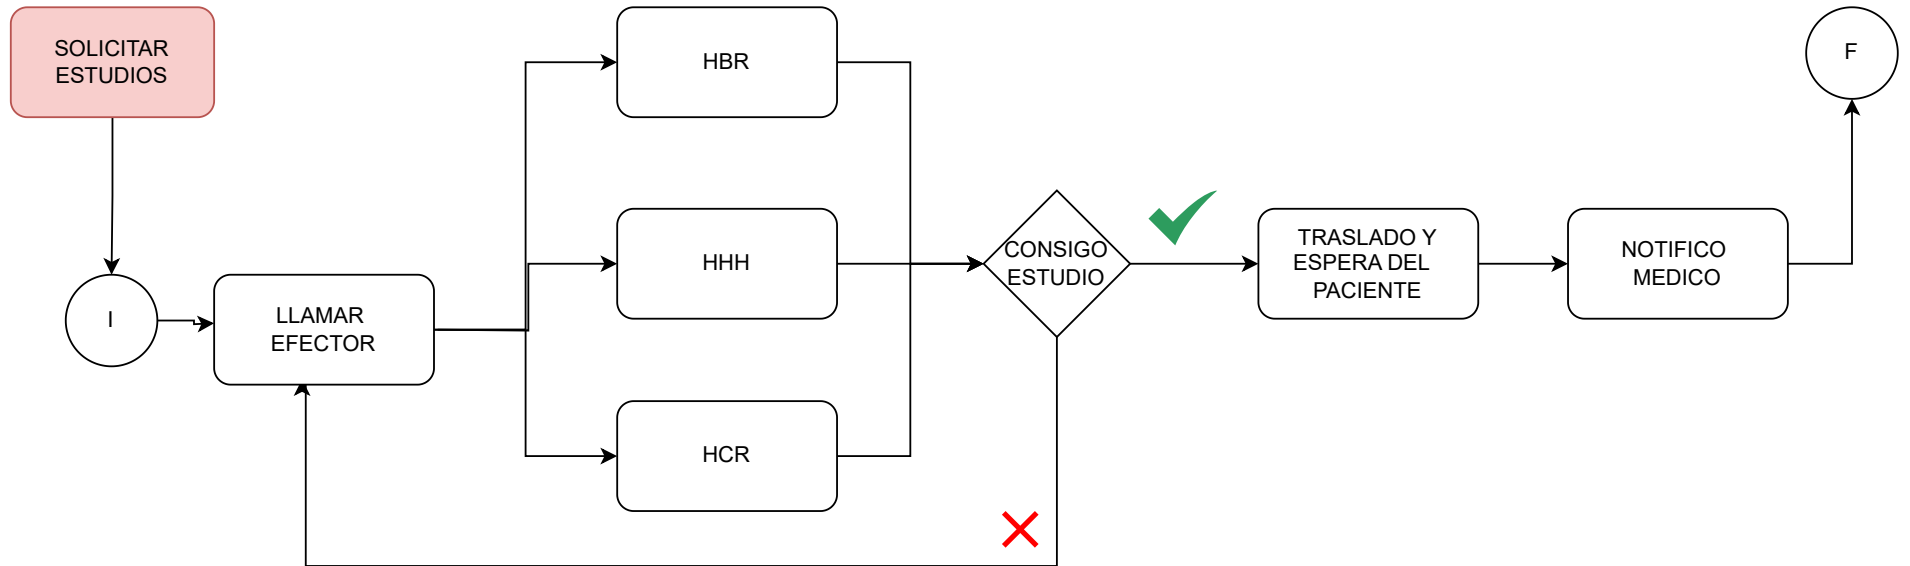 SOLICITAR
ESTUDIOS
I
LLAMAR
EFECTOR
HBR
HHH
HCR
CONSIGO
ESTUDIO
TRASLADO Y
ESPERA DEL
PACIENTE
NOTIFICO
MEDICO
F